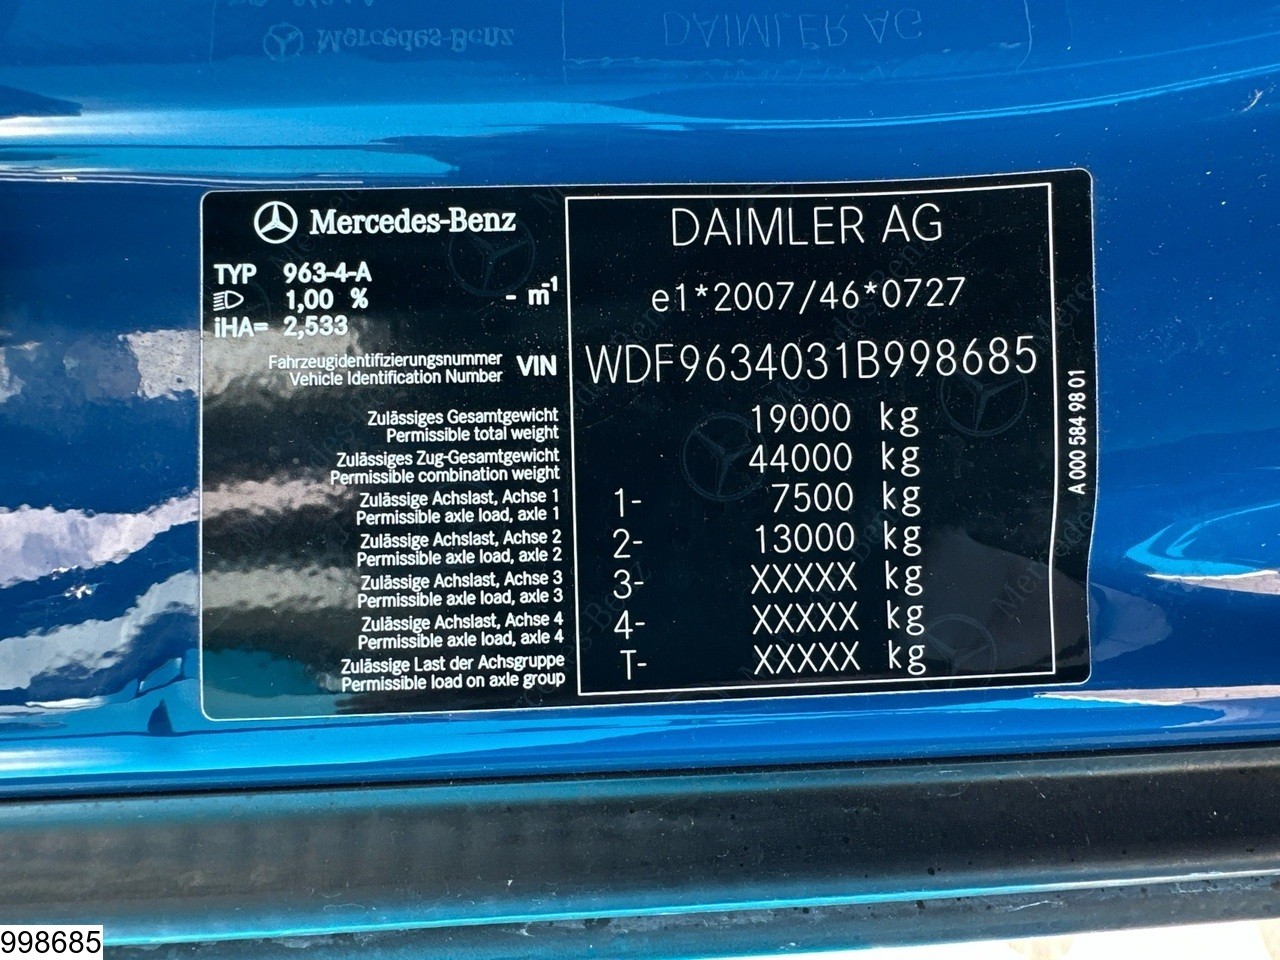 Mercedes-Benz
DAIMLER AG
Mercedes-Benz
TYP 963-4-A
1,00 % - m-1
iHA= 2,533
DAIMLER AG
e1*2007/46*0727
Fahrzeugidentifizierungsnummer
Vehicle Identification Number
VIN WDF9634031B998685
Zulässiges Gesamtgewicht
Permissible total weight
19000 kg
Zulässiges Zug-Gesamtgewicht
Permissible combination weight
44000 kg
Zulässige Achslast, Achse 1
Permissible axle load, axle 1
1- 7500 kg
Zulässige Achslast, Achse 2
Permissible axle load, axle 2
2- 13000 kg
Zulässige Achslast, Achse 3
Permissible axle load, axle 3
3- XXXXX kg
Zulässige Achslast, Achse 4
Permissible axle load, axle 4
4- XXXXX kg
Zulässige Last der Achsgruppe
Permissible load on axle group
T- XXXXX kg
A 000 584 98 01
998685